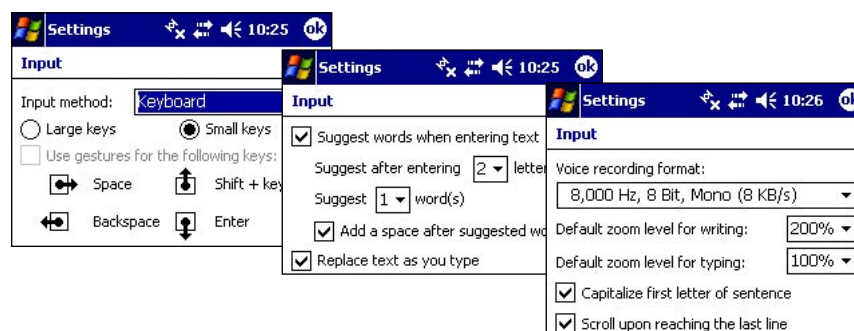 Settings 10:25 ok
Input
Input method: Keyboard
Large keys Small keys
Use gestures for the following keys:
Space Shift + key
Backspace Enter
Settings 10:25 ok
Input
Suggest words when entering text
Suggest after entering 2 letter
Suggest 1 word(s)
Add a space after suggested wo
Replace text as you type
Settings 10:26 ok
Input
Voice recording format:
8,000 Hz, 8 Bit, Mono (8 KB/s)
Default zoom level for writing: 200%
Default zoom level for typing: 100%
Capitalize first letter of sentence
Scroll upon reaching the last line